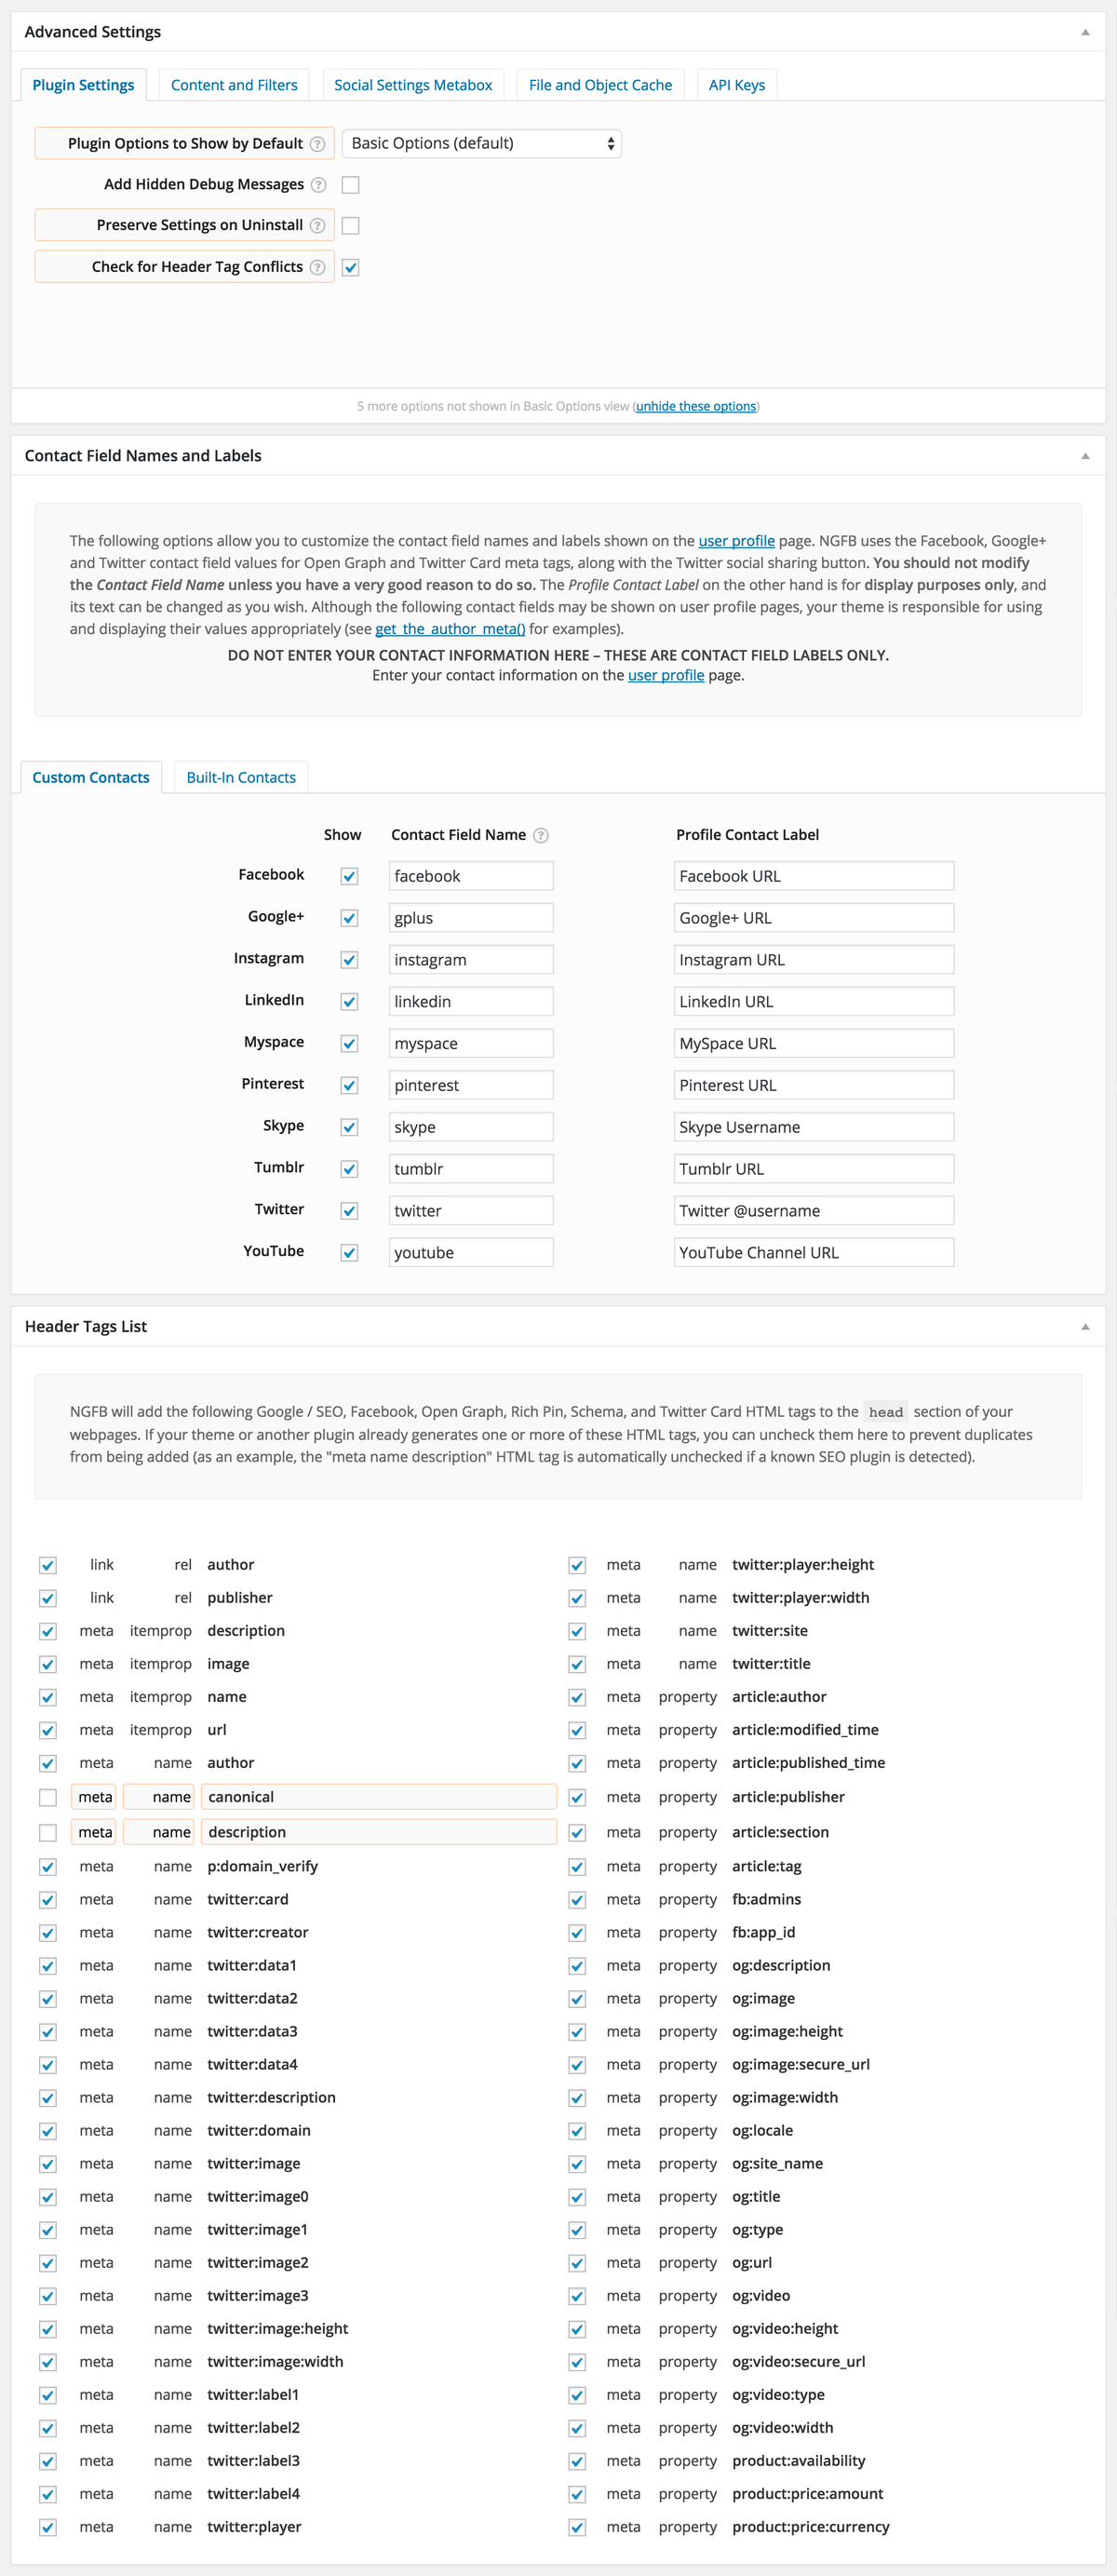 Advanced Settings
Plugin Settings Content and Filters Social Settings Metabox File and Object Cache API Keys
Plugin Options to Show by Default ? Basic Options (default)
Add Hidden Debug Messages ?
Preserve Settings on Uninstall ?
Check for Header Tag Conflicts ?
5 more options not shown in Basic Options view (unhide these options)
Contact Field Names and Labels
The following options allow you to customize the contact field names and labels shown on the user profile page. NGFB uses the Facebook, Google+
and Twitter contact field values for Open Graph and Twitter Card meta tags, along with the Twitter social sharing button. You should not modify
the Contact Field Name unless you have a very good reason to do so. The Profile Contact Label on the other hand is for display purposes only, and
its text can be changed as you wish. Although the following contact fields may be shown on user profile pages, your theme is responsible for using
and displaying their values appropriately (see get_the_author_meta() for examples).
DO NOT ENTER YOUR CONTACT INFORMATION HERE – THESE ARE CONTACT FIELD LABELS ONLY.
Enter your contact information on the user profile page.
Custom Contacts Built-In Contacts
Show Contact Field Name ? Profile Contact Label
Facebook facebook Facebook URL
Google+ gplus Google+ URL
Instagram instagram Instagram URL
LinkedIn linkedin LinkedIn URL
Myspace myspace MySpace URL
Pinterest pinterest Pinterest URL
Skype skype Skype Username
Tumblr tumblr Tumblr URL
Twitter twitter Twitter @username
YouTube youtube YouTube Channel URL
Header Tags List
NGFB will add the following Google / SEO, Facebook, Open Graph, Rich Pin, Schema, and Twitter Card HTML tags to the head section of your
webpages. If your theme or another plugin already generates one or more of these HTML tags, you can uncheck them here to prevent duplicates
from being added (as an example, the "meta name description" HTML tag is automatically unchecked if a known SEO plugin is detected).
link rel author meta name twitter:player:height
link rel publisher meta name twitter:player:width
meta itemprop description meta name twitter:site
meta itemprop image meta name twitter:title
meta itemprop name meta property article:author
meta itemprop url meta property article:modified_time
meta name author meta property article:published_time
meta name canonical meta property article:publisher
meta name description meta property article:section
meta name p:domain_verify meta property article:tag
meta name twitter:card meta property fb:admins
meta name twitter:creator meta property fb:app_id
meta name twitter:data1 meta property og:description
meta name twitter:data2 meta property og:image
meta name twitter:data3 meta property og:image:height
meta name twitter:data4 meta property og:image:secure_url
meta name twitter:description meta property og:image:width
meta name twitter:domain meta property og:locale
meta name twitter:image meta property og:site_name
meta name twitter:image0 meta property og:title
meta name twitter:image1 meta property og:type
meta name twitter:image2 meta property og:url
meta name twitter:image3 meta property og:video
meta name twitter:image:height meta property og:video:height
meta name twitter:image:width meta property og:video:secure_url
meta name twitter:label1 meta property og:video:type
meta name twitter:label2 meta property og:video:width
meta name twitter:label3 meta property product:availability
meta name twitter:label4 meta property product:price:amount
meta name twitter:player meta property product:price:currency